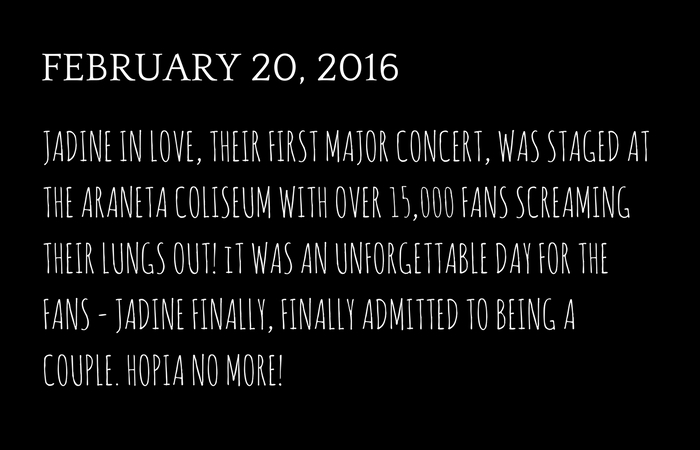 FEBRUARY 20, 2016
JADINE IN LOVE, THEIR FIRST MAJOR CONCERT, WAS STAGED AT
THE ARANETA COLISEUM WITH OVER 15,000 FANS SCREAMING
THEIR LUNGS OUT! IT WAS AN UNFORGETTABLE DAY FOR THE
FANS - JADINE FINALLY, FINALLY ADMITTED TO BEING A
COUPLE. HOPIA NO MORE!